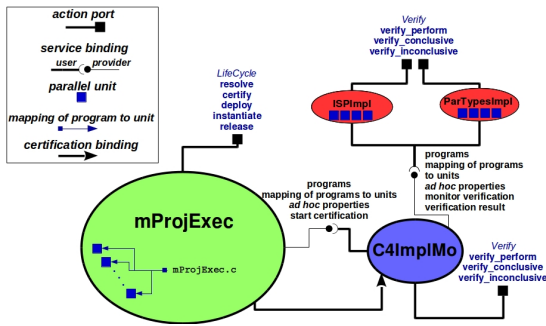 action port
service binding
user provider
parallel unit
mapping of program to unit
certification binding
LifeCycle
resolve
certify
deploy
instantiate
release
Verify
verify_perform
verify_conclusive
verify_inconclusive
ISPImpl
ParTypesImpl
programs
mapping of programs
to units
ad hoc properties
monitor verification
verification result
programs
mapping of programs to units
ad hoc properties
start certification
mProjExec
mProjExec.c
C4ImplMo
Verify
verify_perform
verify_conclusive
verify_inconclusive